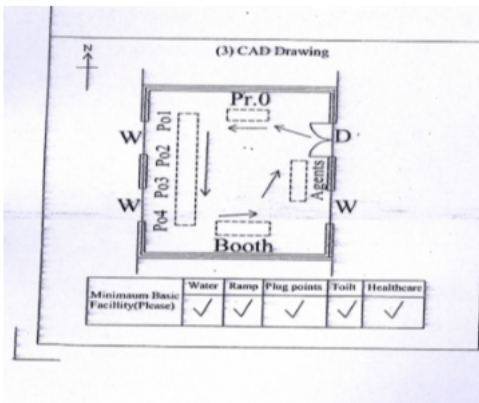 (3) CAD Drawing
N
Pr.0
W
D
Po1
Po2
Po3
Po4
W
Agents
W
Booth
Minimaum Basic
Facillity(Please)
Water
Ramp
Plug points
Toilt
Healthcare